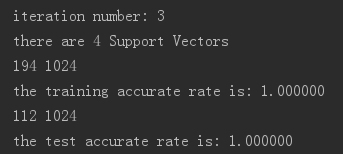 iteration number: 3
there are 4 Support Vectors
194 1024
the training accurate rate is: 1.000000
112 1024
the test accurate rate is: 1.000000